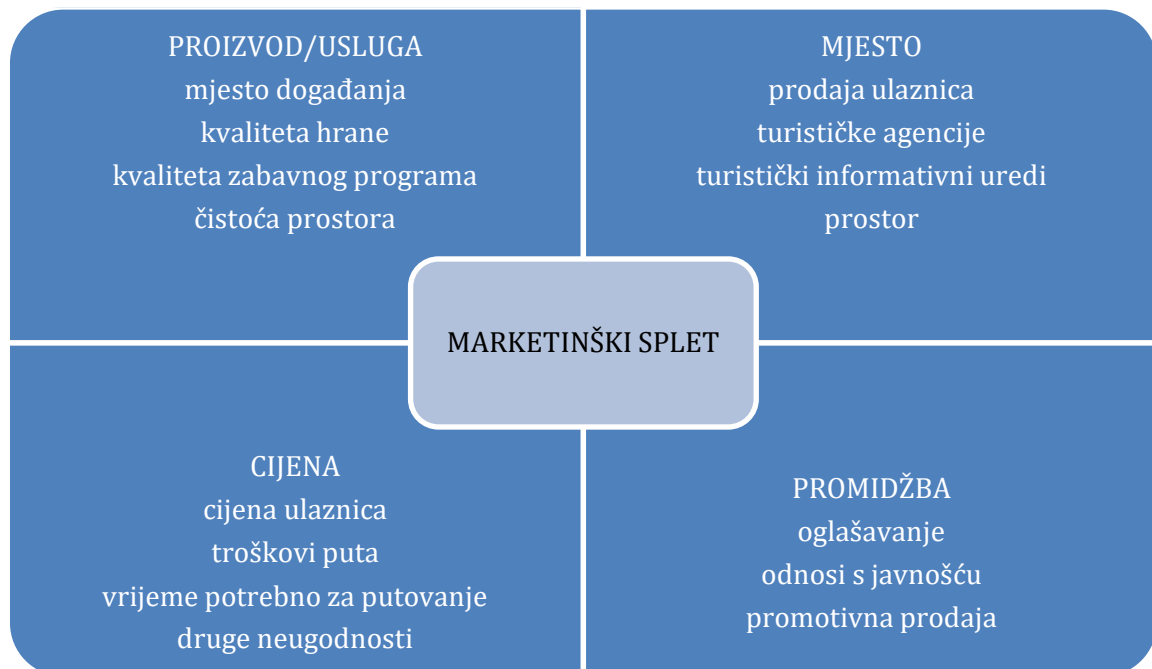 PROIZVOD/USLUGA
mjesto događanja
kvaliteta hrane
kvaliteta zabavnog programa
čistoća prostora
MJESTO
prodaja ulaznica
turističke agencije
turistički informativni uredi
prostor
MARKETINŠKI SPLET
CIJENA
cijena ulaznica
troškovi puta
vrijeme potrebno za putovanje
druge neugodnosti
PROMIDŽBA
oglašavanje
odnosi s javnošću
promotivna prodaja